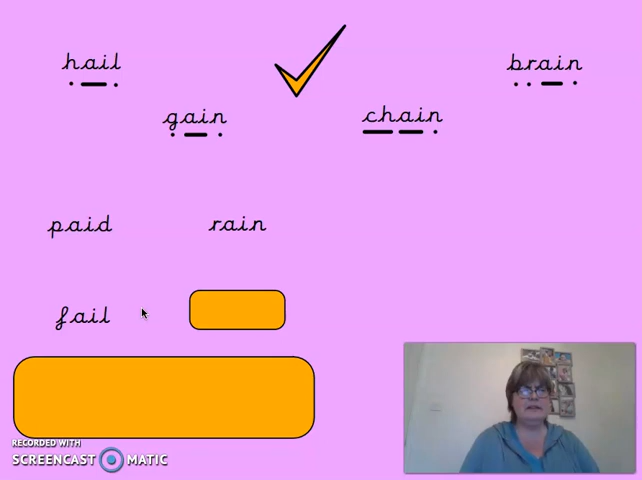 hail
brain
gain
chain
paid
rain
fail
RECORDED WITH
SCREENCAST MATIC